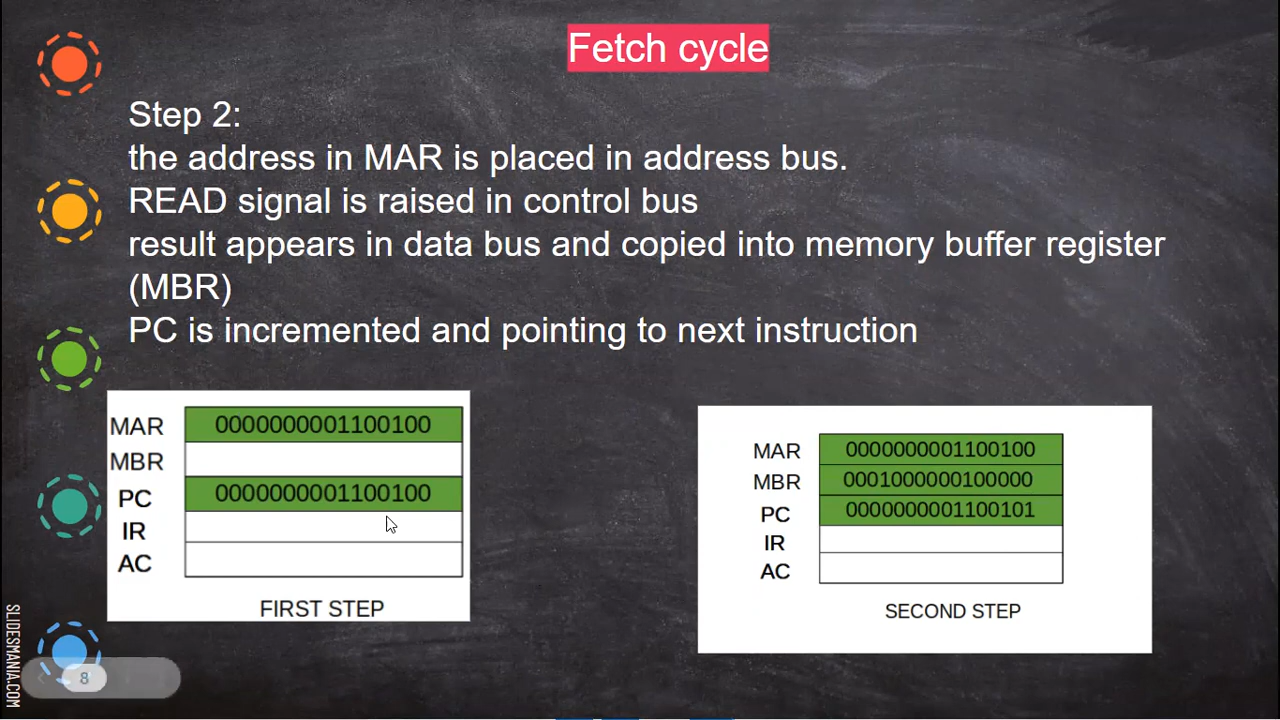 Fetch cycle
Step 2:
the address in MAR is placed in address bus.
READ signal is raised in control bus
result appears in data bus and copied into memory buffer register
(MBR)
PC is incremented and pointing to next instruction
MAR 0000000001100100
MBR
PC 0000000001100100
IR
AC
FIRST STEP
MAR 0000000001100100
MBR 0001000000100000
PC 0000000001100101
IR
AC
SECOND STEP
SLIDESMANIA.COM
8